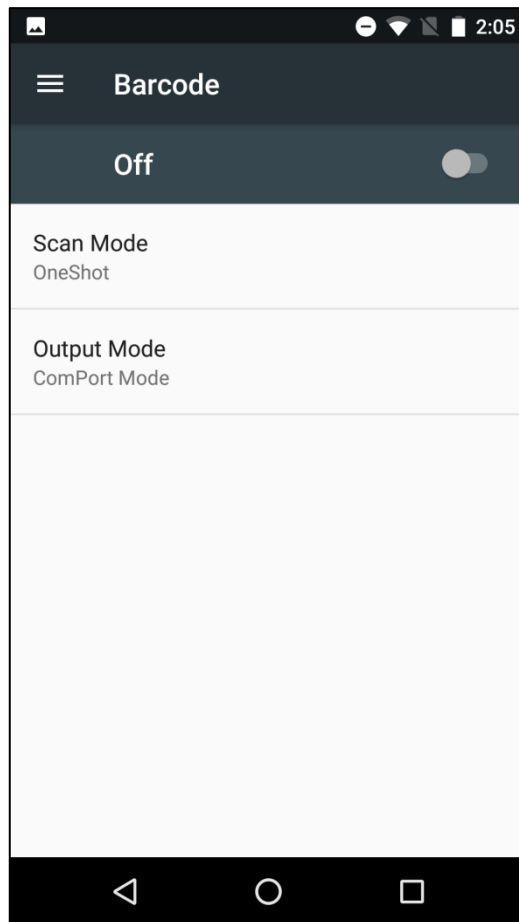 2:05
Barcode
Off
Scan Mode
OneShot
Output Mode
ComPort Mode